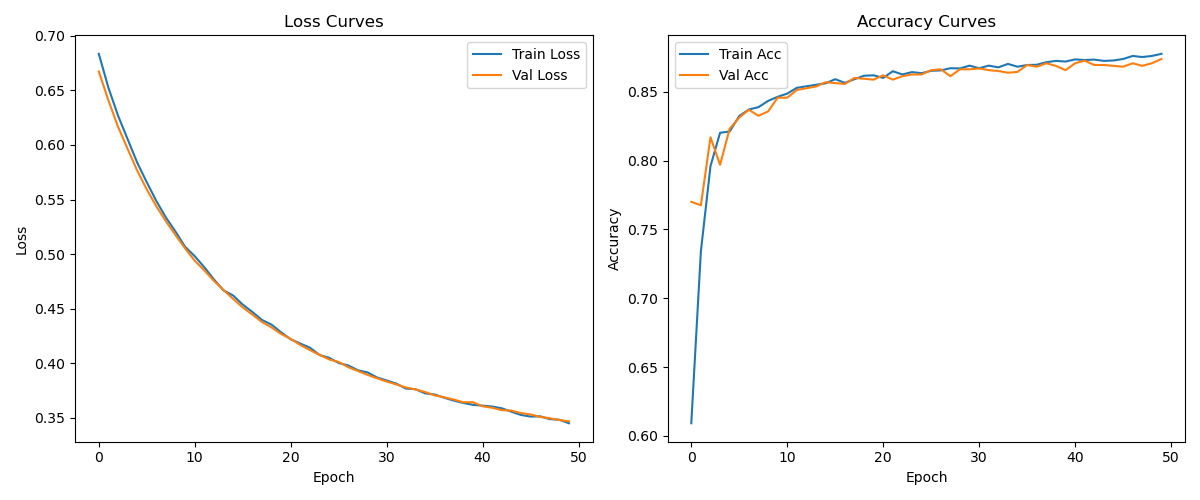 Loss Curves
0.70
0.65
0.60
0.55
0.50
0.45
0.40
0.35
Loss
0 10 20 30 40 50
Epoch
Train Loss
Val Loss
Accuracy Curves
0.85
0.80
0.75
0.70
0.65
0.60
Accuracy
0 10 20 30 40 50
Epoch
Train Acc
Val Acc